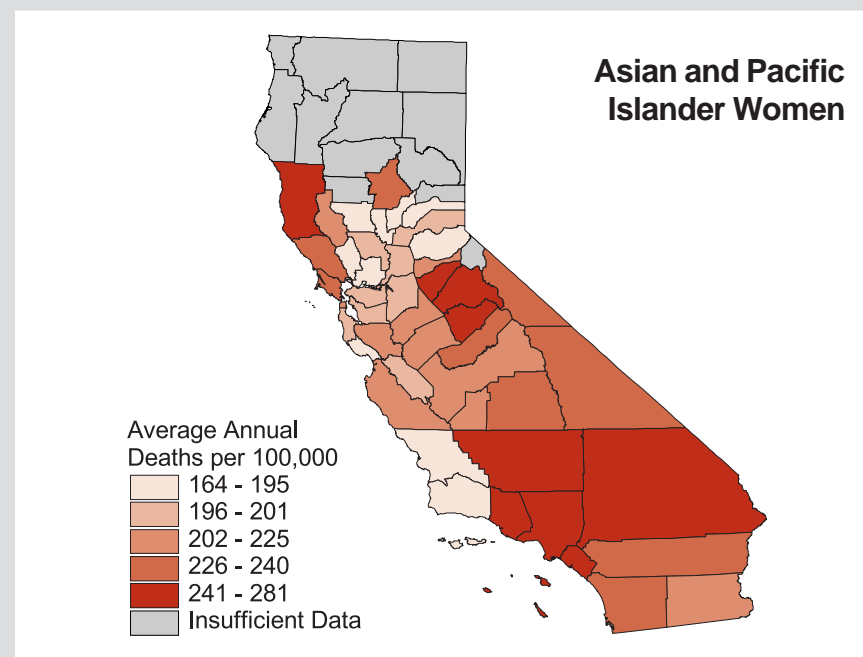 Asian and Pacific
Islander Women
Average Annual
Deaths per 100,000
164 - 195
196 - 201
202 - 225
226 - 240
241 - 281
Insufficient Data